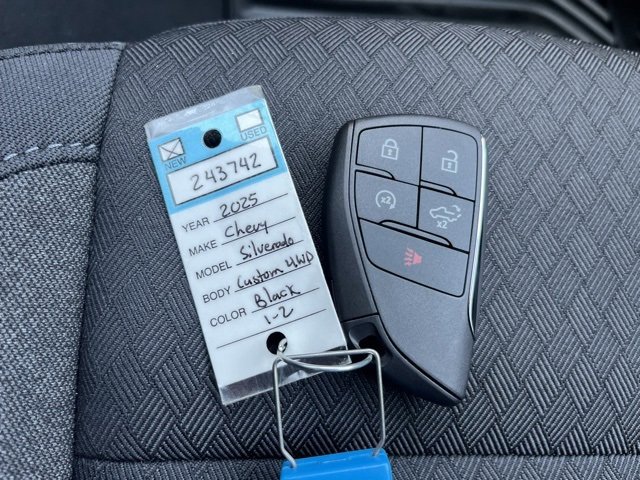 NEW USED
243742
YEAR 2025
MAKE Chevy
MODEL Silverado
BODY Custom 4WD
COLOR Black
1-2
x2
x2